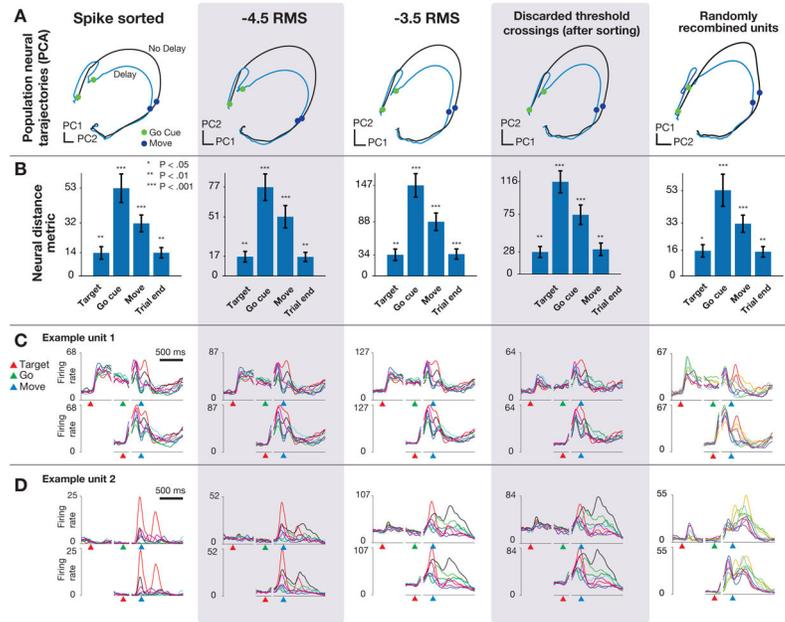 A
Spike sorted
-4.5 RMS
-3.5 RMS
Discarded threshold
crossings (after sorting)
Randomly
recombined units
Population neural
tarajectories (PCA)
No Delay
Delay
Go Cue
Move
PC1
PC2
PC2
PC1
PC2
PC1
PC2
PC1
PC2
PC1
B
Neural distance
metric
* P < .05
** P < .01
*** P < .001
53
32
14
0
** *** *** **
Target
Go cue
Move
Trial end
77
51
17
0
** *** *** **
Target
Go cue
Move
Trial end
147
88
34
0
** *** *** ***
Target
Go cue
Move
Trial end
116
75
28
0
** *** *** **
Target
Go cue
Move
Trial end
53
33
16
0
* *** *** **
Target
Go cue
Move
Trial end
C
Example unit 1
Target
Go
Move
500 ms
Firing
rate
68 87 127 64 67
0 0 0 0 0
Firing
rate
68 87 127 64 67
0 0 0 0 0
D
Example unit 2
500 ms
Firing
rate
25 52 107 84 55
0 0 0 0 0
Firing
rate
25 52 107 84 55
0 0 0 0 0